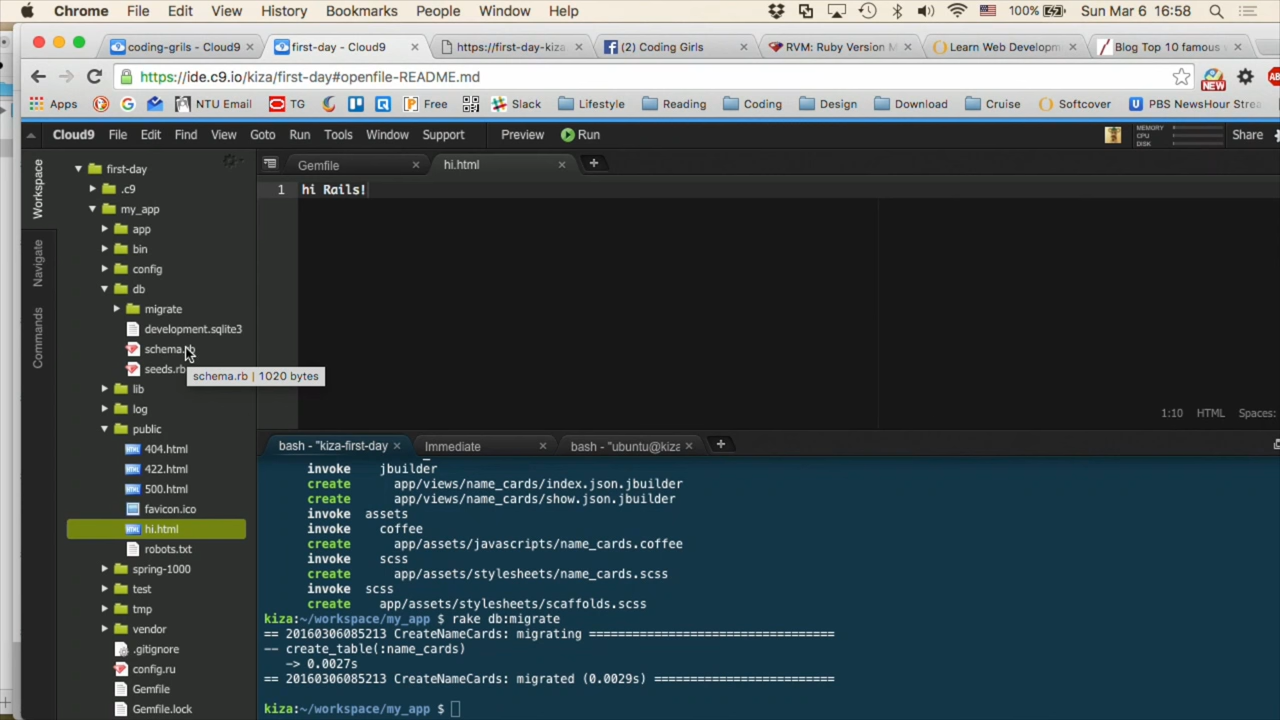 Chrome File Edit View History Bookmarks People Window Help 100% Sun Mar 6 16:58
coding-grils - Cloud9 first-day - Cloud9 https://first-day-kiza (2) Coding Girls RVM: Ruby Version M Learn Web Developm Blog Top 10 famous
https://ide.c9.io/kiza/first-day#openfile-README.md NEW
Apps NTU Email TG Free Slack Lifestyle Reading Coding Design Download Cruise Softcover PBS NewsHour Strea
Cloud9 File Edit Find View Goto Run Tools Window Support Preview Run MEMORY CPU DISK Share
Workspace
Navigate
Commands
first-day
.c9
my_app
app
bin
config
db
migrate
development.sqlite3
schema.rb
seeds.rb
schema.rb | 1020 bytes
lib
log
public
404.html
422.html
500.html
favicon.ico
hi.html
robots.txt
spring-1000
test
tmp
vendor
.gitignore
config.ru
Gemfile
Gemfile.lock
Gemfile hi.html
1 hi Rails!
1:10 HTML Spaces:
bash - "kiza-first-day Immediate bash - "ubuntu@kiza
invoke jbuilder
create app/views/name_cards/index.json.jbuilder
create app/views/name_cards/show.json.jbuilder
invoke assets
invoke coffee
create app/assets/javascripts/name_cards.coffee
invoke scss
create app/assets/stylesheets/name_cards.scss
invoke scss
create app/assets/stylesheets/scaffolds.scss
kiza:~/workspace/my_app $ rake db:migrate
== 20160306085213 CreateNameCards: migrating ==================================
-- create_table(:name_cards)
-> 0.0027s
== 20160306085213 CreateNameCards: migrated (0.0029s) =========================
kiza:~/workspace/my_app $